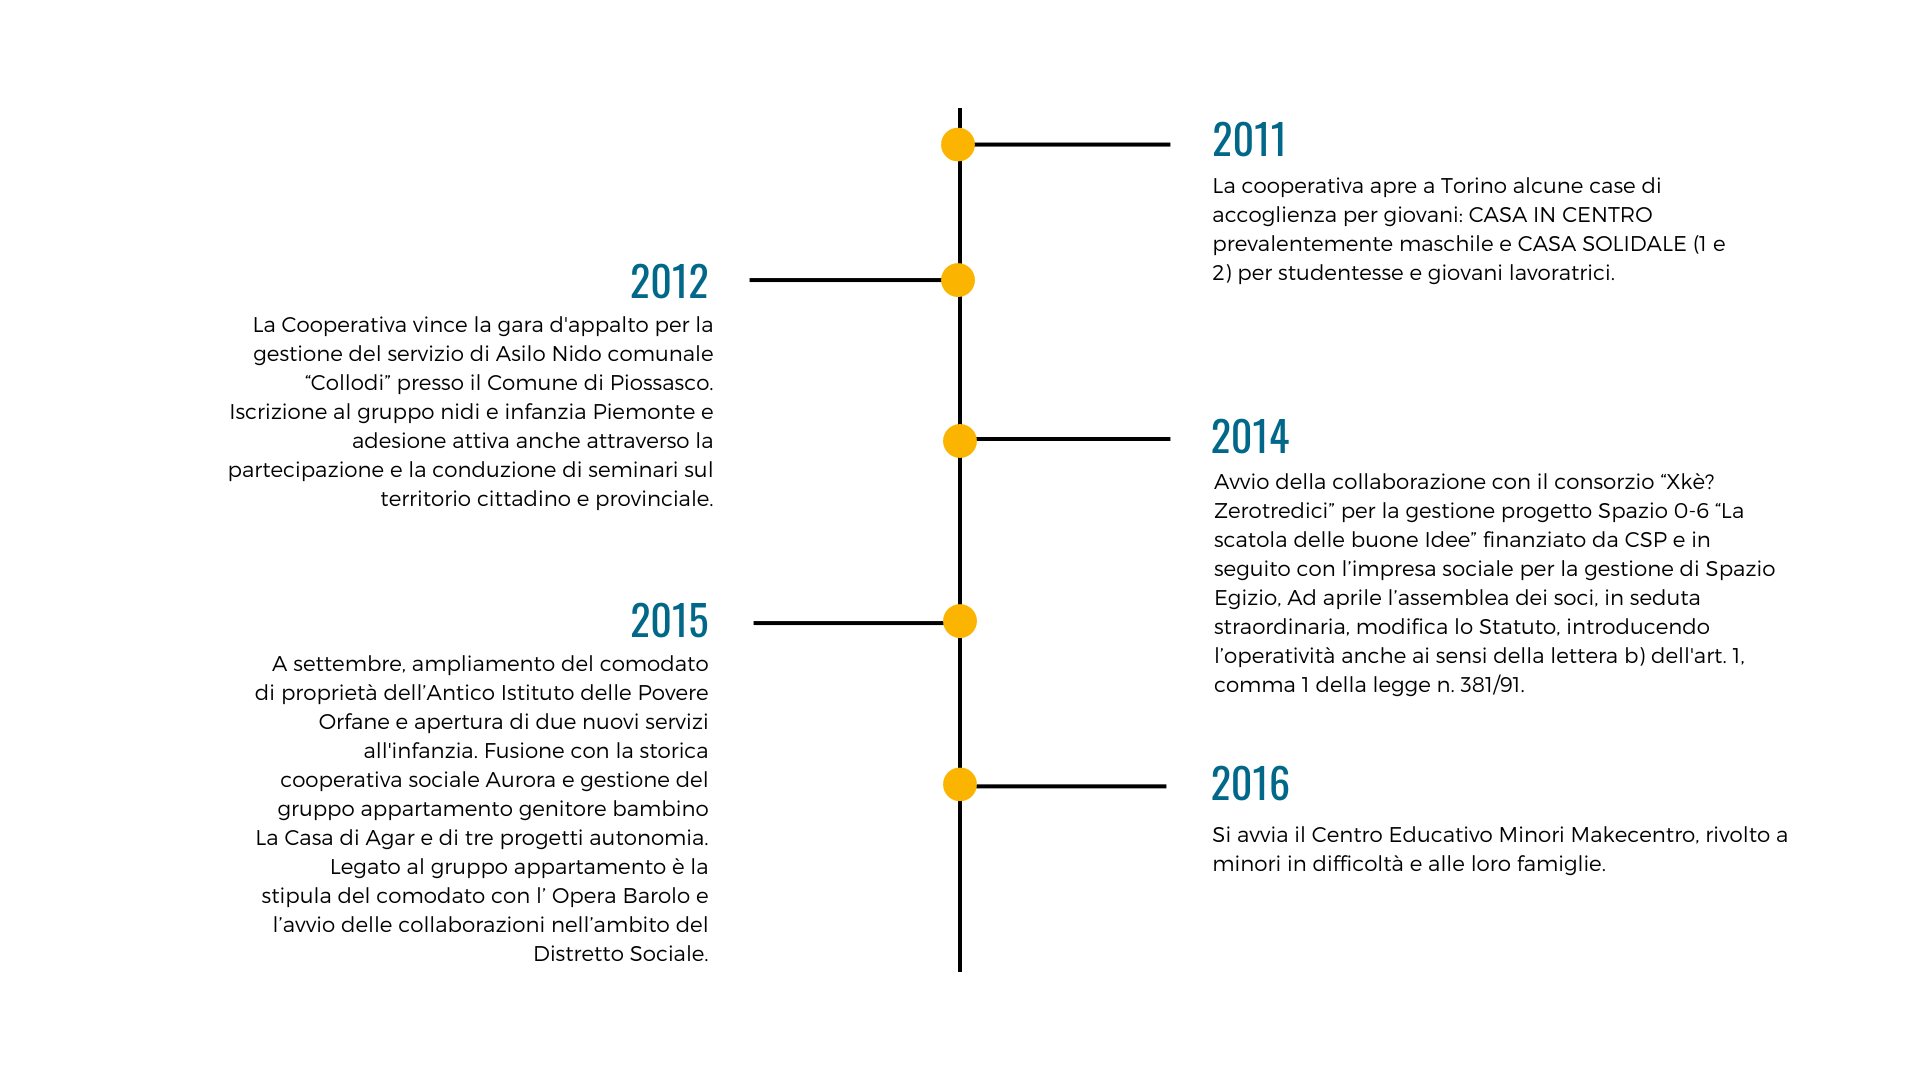 2011
La cooperativa apre a Torino alcune case di
accoglienza per giovani: CASA IN CENTRO
prevalentemente maschile e CASA SOLIDALE (1 e
2) per studentesse e giovani lavoratrici.
2012
La Cooperativa vince la gara d'appalto per la
gestione del servizio di Asilo Nido comunale
“Collodi” presso il Comune di Piossasco.
Iscrizione al gruppo nidi e infanzia Piemonte e
adesione attiva anche attraverso la
partecipazione e la conduzione di seminari sul
territorio cittadino e provinciale.
2014
Avvio della collaborazione con il consorzio “Xkè?
Zerotredici” per la gestione progetto Spazio 0-6 “La
scatola delle buone Idee” finanziato da CSP e in
seguito con l’impresa sociale per la gestione di Spazio
Egizio, Ad aprile l’assemblea dei soci, in seduta
straordinaria, modifica lo Statuto, introducendo
l’operatività anche ai sensi della lettera b) dell'art. 1,
comma 1 della legge n. 381/91.
2015
A settembre, ampliamento del comodato
di proprietà dell’Antico Istituto delle Povere
Orfane e apertura di due nuovi servizi
all'infanzia. Fusione con la storica
cooperativa sociale Aurora e gestione del
gruppo appartamento genitore bambino
La Casa di Agar e di tre progetti autonomia.
Legato al gruppo appartamento è la
stipula del comodato con l’ Opera Barolo e
l’avvio delle collaborazioni nell’ambito del
Distretto Sociale.
2016
Si avvia il Centro Educativo Minori Makecentro, rivolto a
minori in difficoltà e alle loro famiglie.